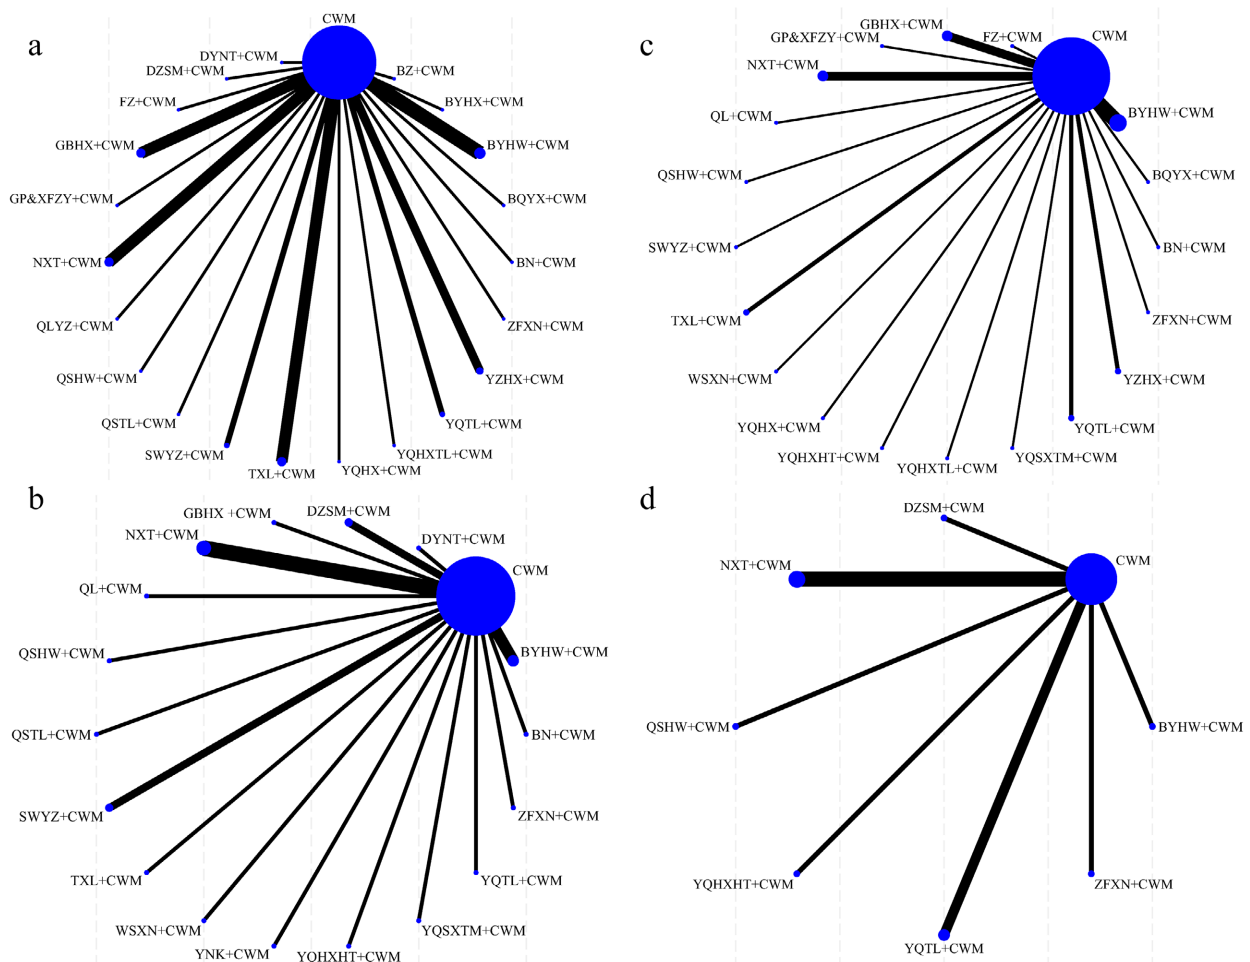 a
CWM
DYNT+CWM
DZSM+CWM
BZ+CWM
FZ+CWM
BYHX+CWM
GBHX+CWM
BYHW+CWM
GP&XFZY+CWM
BQYX+CWM
NXT+CWM
BN+CWM
QLYZ+CWM
ZFXN+CWM
QSHW+CWM
YZHX+CWM
QSTL+CWM
YQTL+CWM
SWYZ+CWM
YQHXTL+CWM
TXL+CWM
YQHX+CWM
c
GBHX+CWM
FZ+CWM
CWM
GP&XFZY+CWM
NXT+CWM
QL+CWM
BYHW+CWM
QSHW+CWM
BQYX+CWM
SWYZ+CWM
BN+CWM
TXL+CWM
ZFXN+CWM
WSXN+CWM
YZHX+CWM
YQHX+CWM
YQTL+CWM
YQHXHT+CWM
YQHXTL+CWM
YQSXTM+CWM
b
GBHX +CWM
DZSM+CWM
NXT+CWM
DYNT+CWM
CWM
QL+CWM
QSHW+CWM
BYHW+CWM
QSTL+CWM
BN+CWM
SWYZ+CWM
ZFXN+CWM
TXL+CWM
YQTL+CWM
WSXN+CWM
YQSXTM+CWM
YNK+CWM
YQHXHT+CWM
d
DZSM+CWM
NXT+CWM
CWM
QSHW+CWM
BYHW+CWM
YQHXHT+CWM
ZFXN+CWM
YQTL+CWM